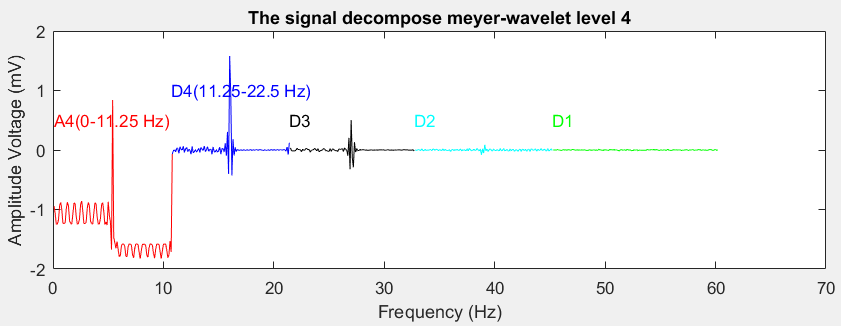 The signal decompose meyer-wavelet level 4
Amplitude Voltage (mV)
2
1
0
-1
-2
A4(0-11.25 Hz)
D4(11.25-22.5 Hz)
D3
D2
D1
0
10
20
30
40
50
60
70
Frequency (Hz)